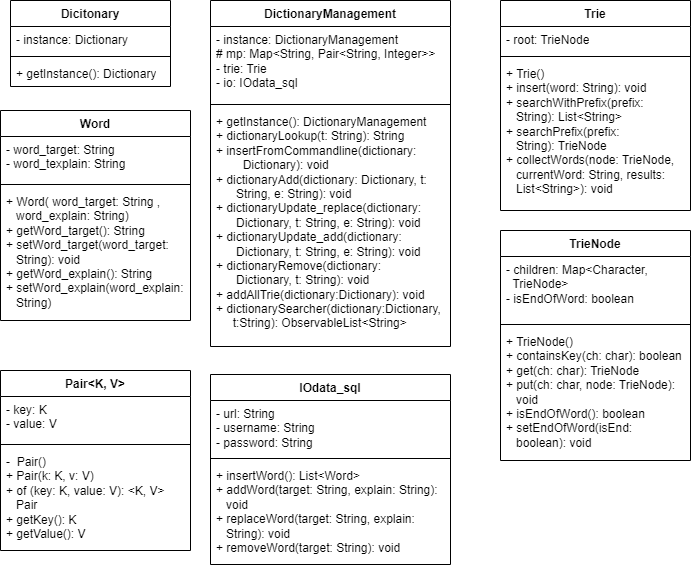 Dicitonary
- instance: Dictionary
+ getInstance(): Dictionary
Word
- word_target: String
- word_texplain: String
+ Word( word_target: String ,
word_explain: String)
+ getWord_target(): String
+ setWord_target(word_target:
String): void
+ getWord_explain(): String
+ setWord_explain(word_explain:
String)
Pair<K, V>
- key: K
- value: V
- Pair()
+ Pair(k: K, v: V)
+ of (key: K, value: V): <K, V>
Pair
+ getKey(): K
+ getValue(): V
DictionaryManagement
- instance: DictionaryManagement
# mp: Map<String, Pair<String, Integer>>
- trie: Trie
- io: IOdata_sql
+ getInstance(): DictionaryManagement
+ dictionaryLookup(t: String): String
+ insertFromCommandline(dictionary:
Dictionary): void
+ dictionaryAdd(dictionary: Dictionary, t:
String, e: String): void
+ dictionaryUpdate_replace(dictionary:
Dictionary, t: String, e: String): void
+ dictionaryUpdate_add(dictionary:
Dictionary, t: String, e: String): void
+ dictionaryRemove(dictionary:
Dictionary, t: String): void
+ addAllTrie(dictionary:Dictionary): void
+ dictionarySearcher(dictionary:Dictionary,
t:String): ObservableList<String>
IOdata_sql
- url: String
- username: String
- password: String
+ insertWord(): List<Word>
+ addWord(target: String, explain: String):
void
+ replaceWord(target: String, explain:
String): void
+ removeWord(target: String): void
Trie
- root: TrieNode
+ Trie()
+ insert(word: String): void
+ searchWithPrefix(prefix:
String): List<String>
+ searchPrefix(prefix:
String): TrieNode
+ collectWords(node: TrieNode,
currentWord: String, results:
List<String>): void
TrieNode
- children: Map<Character,
TrieNode>
- isEndOfWord: boolean
+ TrieNode()
+ containsKey(ch: char): boolean
+ get(ch: char): TrieNode
+ put(ch: char, node: TrieNode):
void
+ isEndOfWord(): boolean
+ setEndOfWord(isEnd:
boolean): void